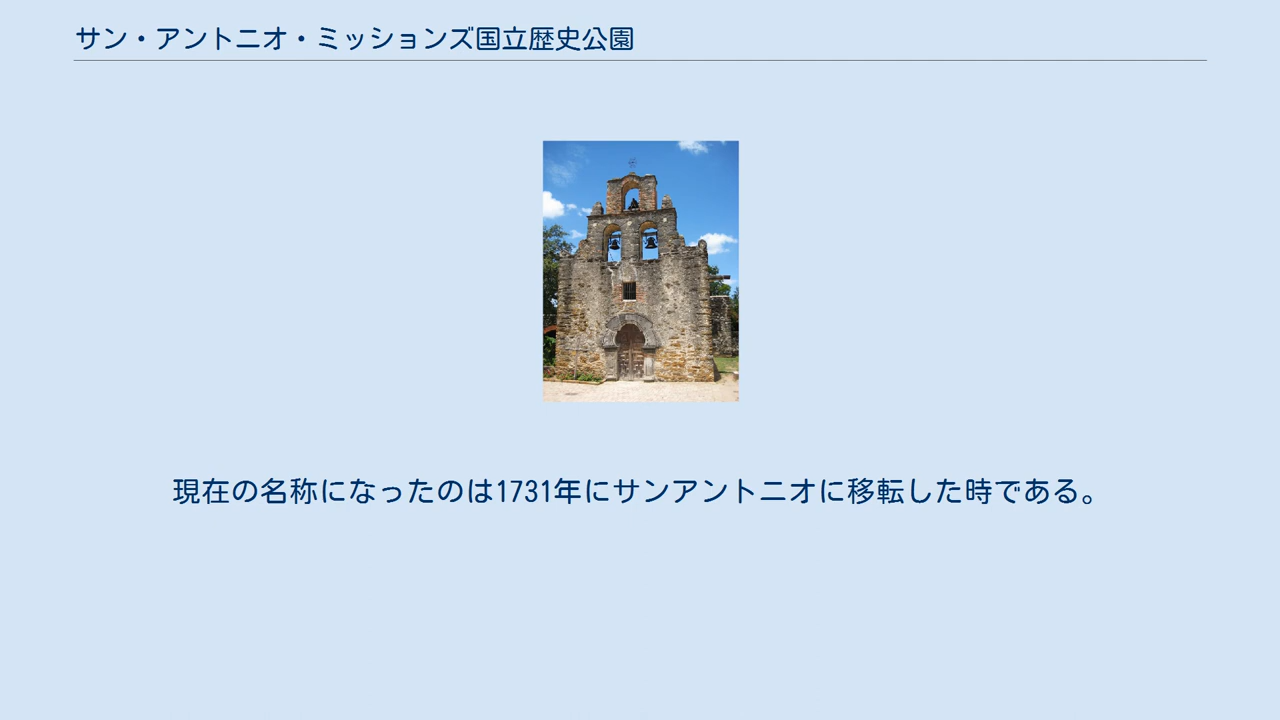 サン・アントニオ・ミッションズ国立歴史公園
現在の名称になったのは1731年にサンアントニオに移転した時である。